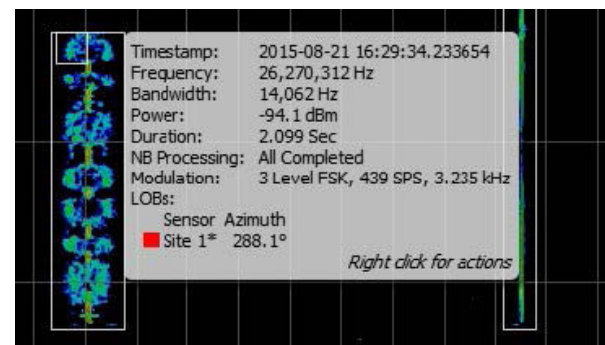 Timestamp: 2015-08-21 16:29:34.233654
Frequency: 26,270,312 Hz
Bandwidth: 14,062 Hz
Power: -94.1 dBm
Duration: 2.099 Sec
NB Processing: All Completed
Modulation: 3 Level FSK, 439 SPS, 3.235 kHz
LOBs:
Sensor Azimuth
Site 1* 288.1°
Right click for actions